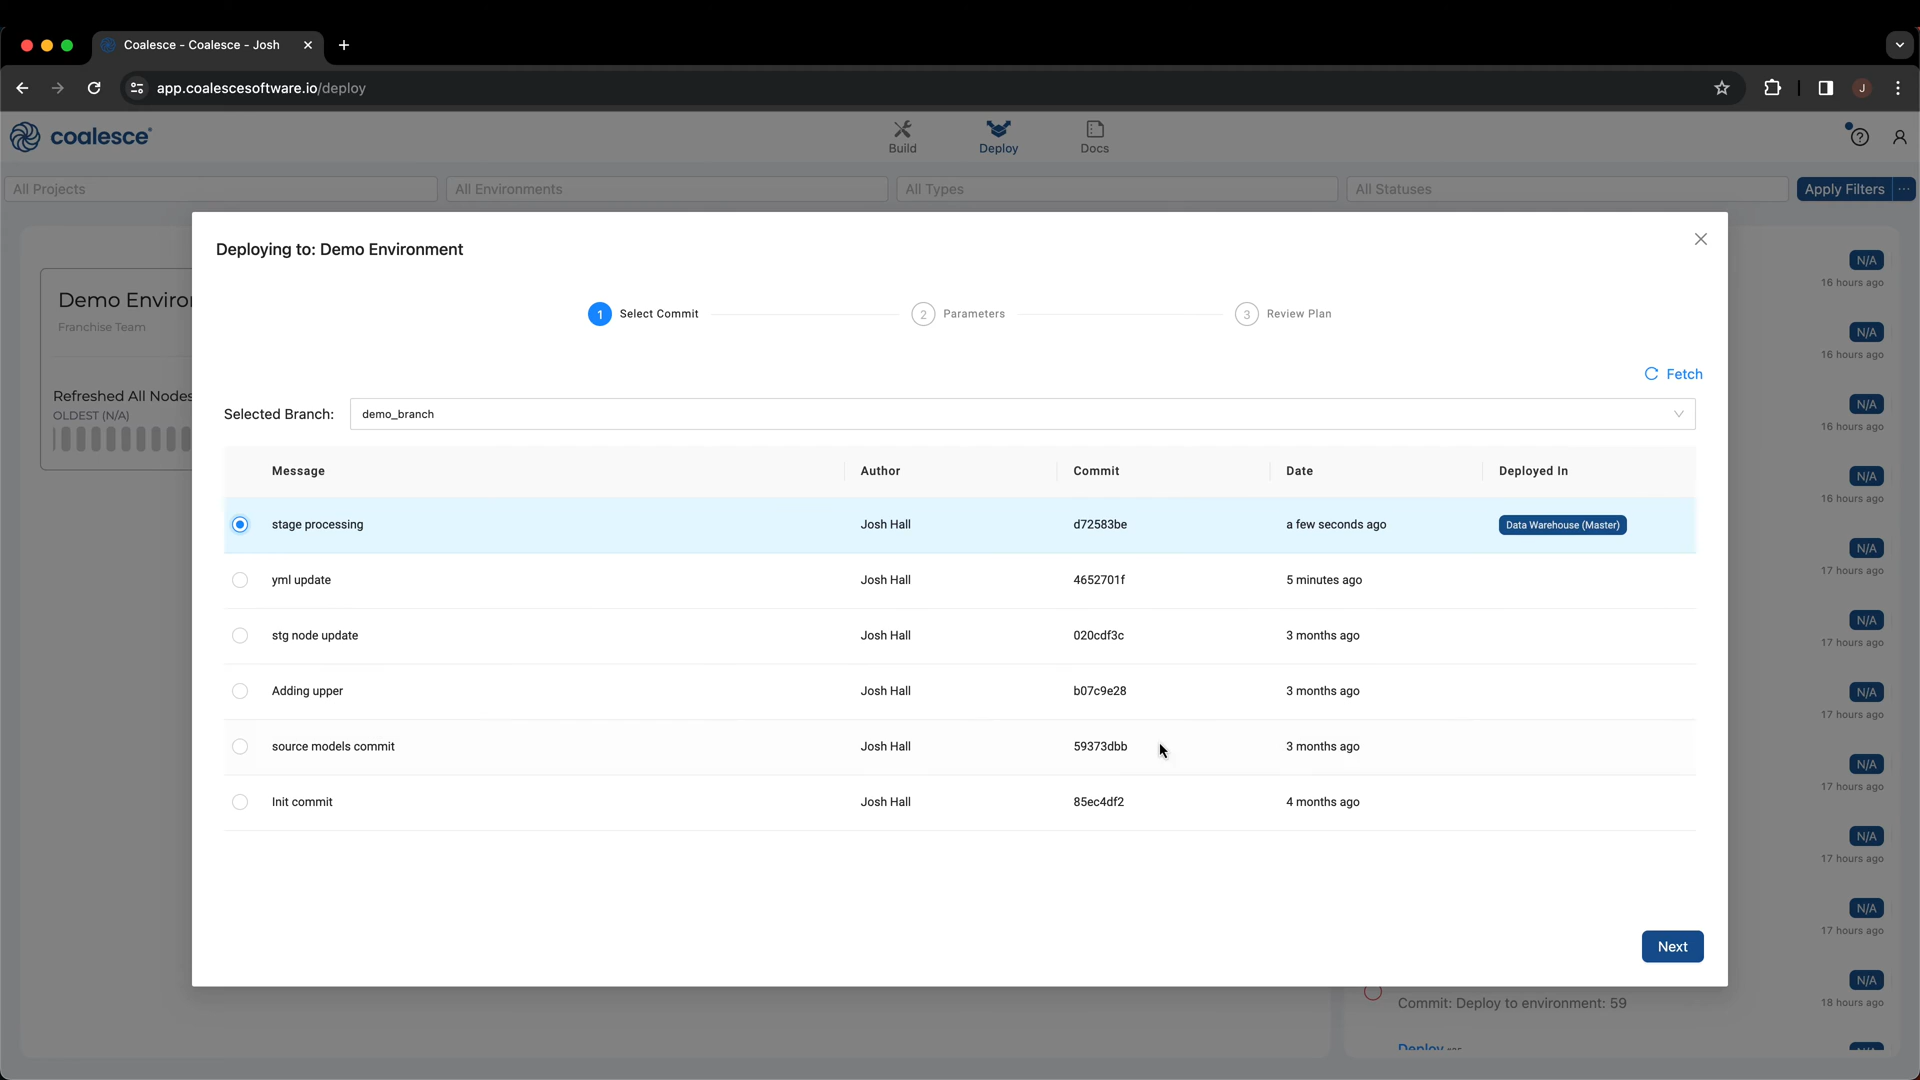 Coalesce - Coalesce - Josh
app.coalescesoftware.io/deploy
J
coalesce
Build
Deploy
Docs
All Projects
All Environments
All Types
All Statuses
Apply Filters
Deploying to: Demo Environment
1 Select Commit
2 Parameters
3 Review Plan
Fetch
Selected Branch: demo_branch
Message Author Commit Date Deployed In
stage processing Josh Hall d72583be a few seconds ago Data Warehouse (Master)
yml update Josh Hall 4652701f 5 minutes ago
stg node update Josh Hall 020cdf3c 3 months ago
Adding upper Josh Hall b07c9e28 3 months ago
source models commit Josh Hall 59373dbb 3 months ago
Init commit Josh Hall 85ec4df2 4 months ago
Next
Demo Enviro
Franchise Team
Refreshed All Nodes
OLDEST (N/A)
N/A
16 hours ago
N/A
16 hours ago
N/A
16 hours ago
N/A
16 hours ago
N/A
17 hours ago
N/A
17 hours ago
N/A
17 hours ago
N/A
17 hours ago
N/A
17 hours ago
N/A
17 hours ago
N/A
18 hours ago
Commit: Deploy to environment: 59
Deploy